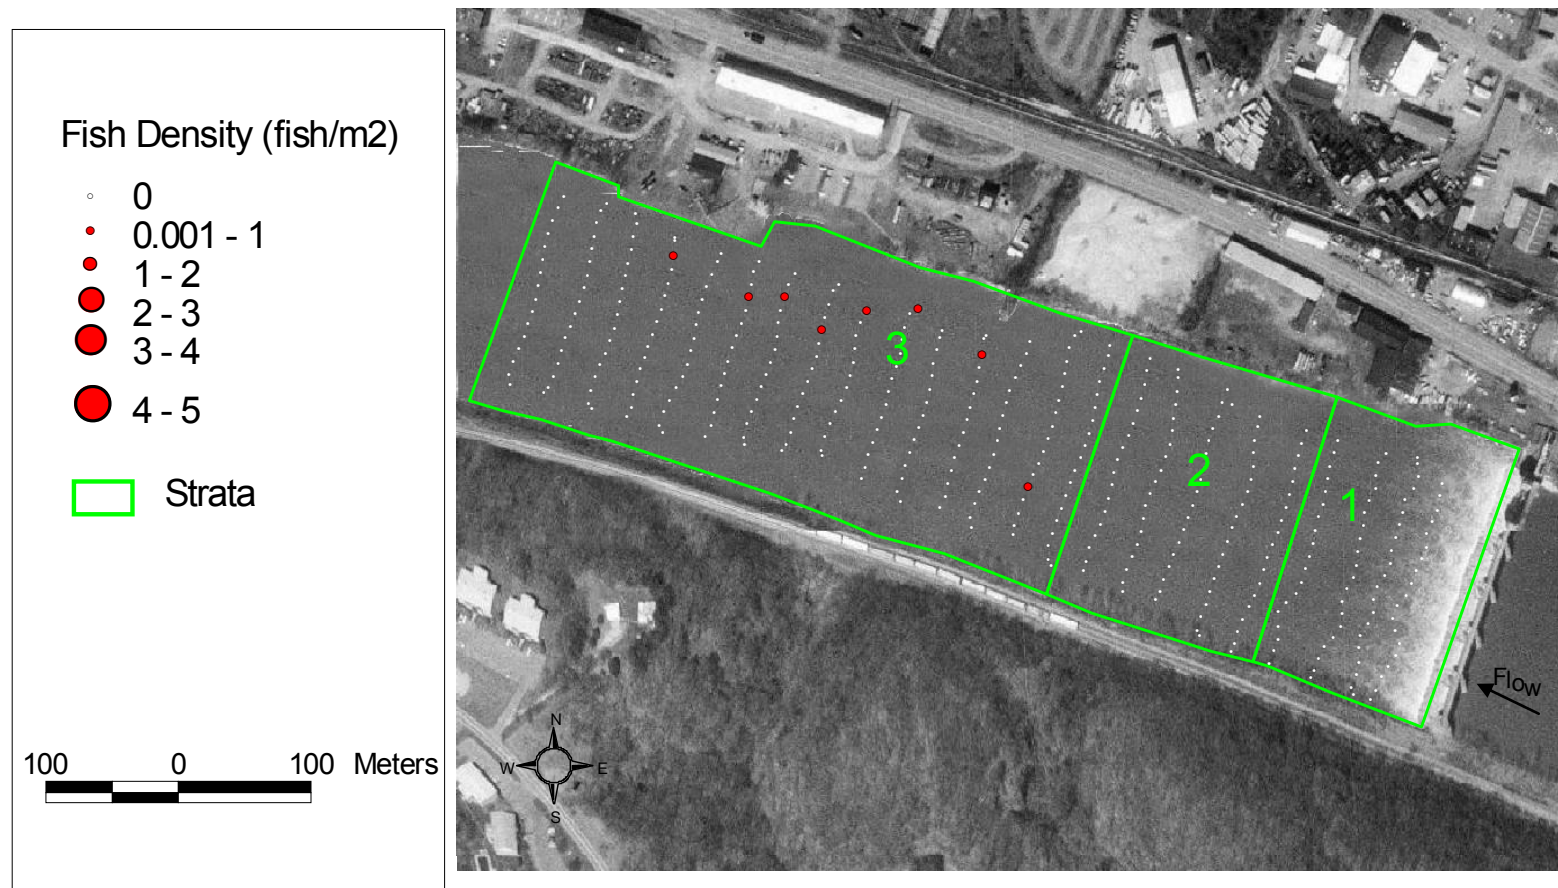 Fish Density (fish/m2)
0
0.001 - 1
1 - 2
2 - 3
3 - 4
4 - 5
Strata
100 0 100 Meters
3
2
1
Flow
N
W E
S